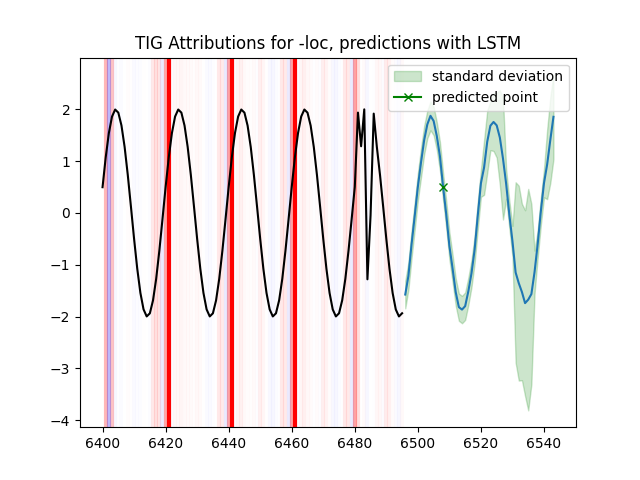 TIG Attributions for -loc, predictions with LSTM
standard deviation
predicted point
2
1
0
−1
−2
−3
−4
6400 6420 6440 6460 6480 6500 6520 6540